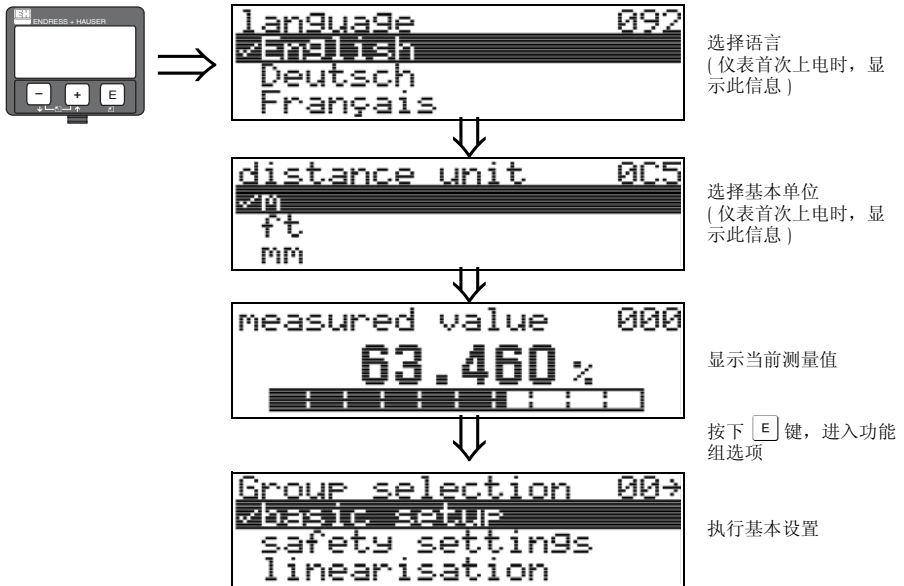 EH ENDRESS + HAUSER
- + E
language 092
✓English
Deutsch
Français
选择语言
( 仪表首次上电时，显
示此信息 )
distance unit 0C5
✓m
ft
mm
选择基本单位
( 仪表首次上电时，显
示此信息 )
measured value 000
63.460 %
显示当前测量值
按下 E 键，进入功能
组选项
Group selection 00→
✓basic setup
safety settings
linearisation
执行基本设置